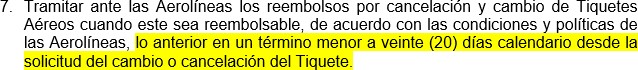 7. Tramitar ante las Aerolíneas los reembolsos por cancelación y cambio de Tiquetes
Aéreos cuando este sea reembolsable, de acuerdo con las condiciones y políticas de
las Aerolíneas, lo anterior en un término menor a veinte (20) días calendario desde la
solicitud del cambio o cancelación del Tiquete.